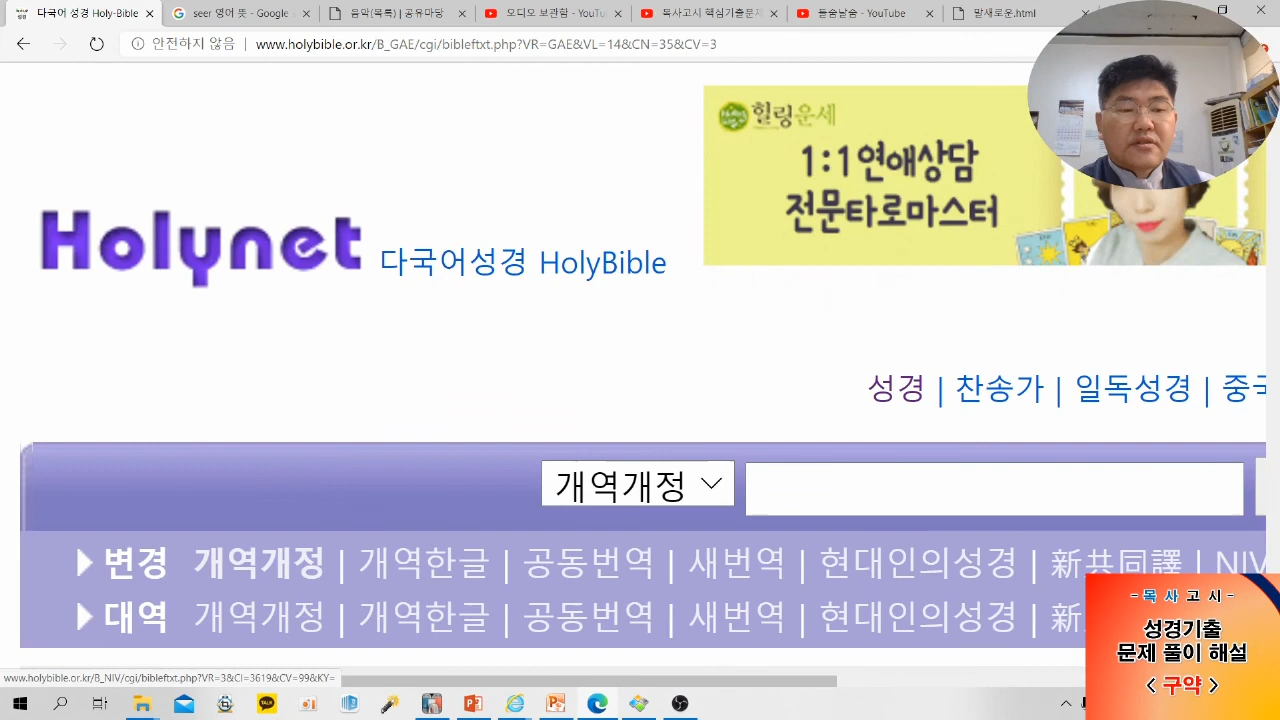 다국어 성경 Holy-Bible
seer 영어 뜻 - Google
음악(목록) | 공유마당
오디오 보관함 - YouTu
목사고시 핵심기출문제
들숨날숨 - YouTube
말새로운.html
안전하지 않음 | www.holybible.or.kr/B_GAE/cgi/bibleftxt.php?VR=GAE&VL=14&CN=35&CV=3
힐링운세
1:1연애상담
전문타로마스터
Holynet 다국어성경 HolyBible
성경 | 찬송가 | 일독성경 | 중국
개역개정
변경 개역개정 | 개역한글 | 공동번역 | 새번역 | 현대인의성경 | 新共同譯 | NIV
대역 개역개정 | 개역한글 | 공동번역 | 새번역 | 현대인의성경 | 新
- 목 사 고 시 -
성경기출
문제 풀이 해설
< 구약 >
www.holybible.or.kr/B_NIV/cgi/bibleftxt.php?VR=3&CI=3619&CV=99&KY=
TALK